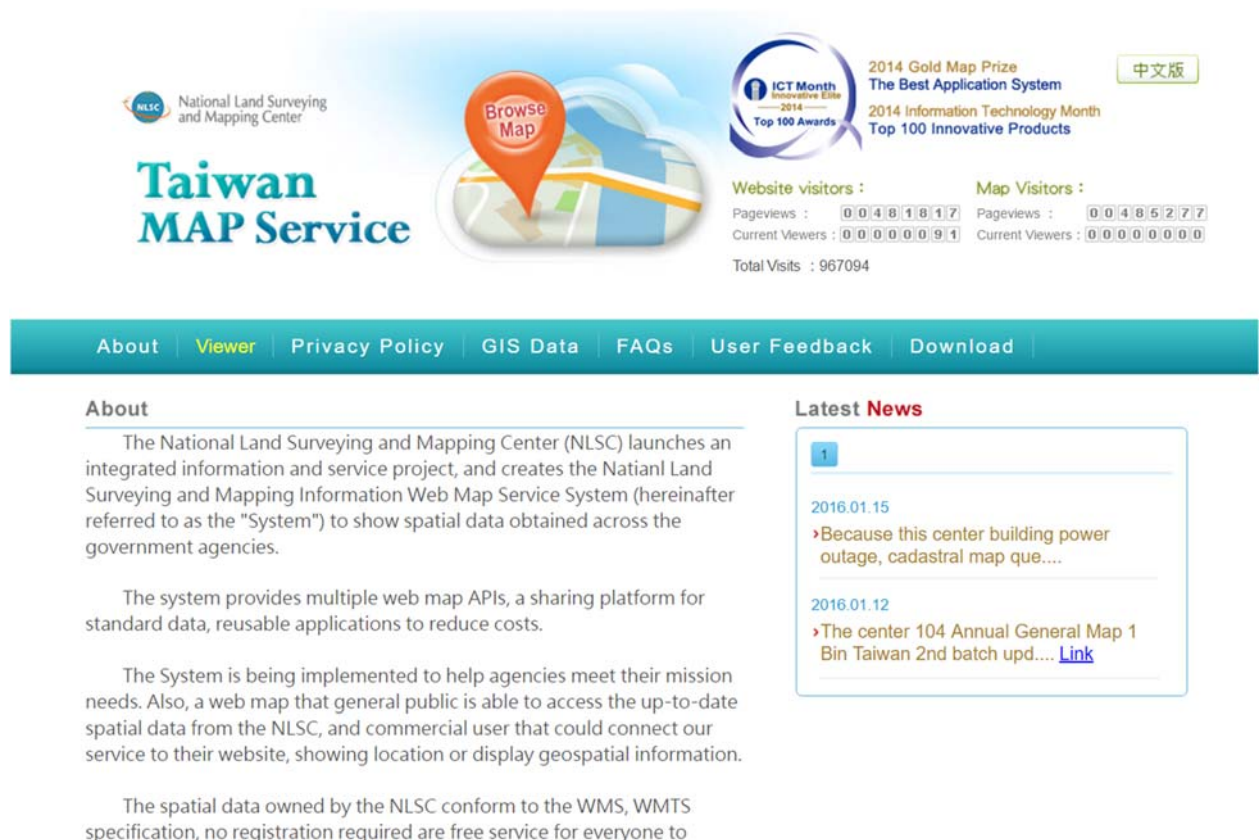 NLSC
National Land Surveying
and Mapping Center
Taiwan
MAP Service
Browse
Map
ICT Month
Innovative Elite
2014
Top 100 Awards
2014 Gold Map Prize
The Best Application System
2014 Information Technology Month
Top 100 Innovative Products
中文版
Website visitors：
Pageviews ： 00481817
Current Viewers：00000091
Map Visitors：
Pageviews ： 00485277
Current Viewers：00000000
Total Visits ：967094
About Viewer Privacy Policy GIS Data FAQs User Feedback Download
About
The National Land Surveying and Mapping Center (NLSC) launches an
integrated information and service project, and creates the Natianl Land
Surveying and Mapping Information Web Map Service System (hereinafter
referred to as the "System") to show spatial data obtained across the
government agencies.
The system provides multiple web map APIs, a sharing platform for
standard data, reusable applications to reduce costs.
The System is being implemented to help agencies meet their mission
needs. Also, a web map that general public is able to access the up-to-date
spatial data from the NLSC, and commercial user that could connect our
service to their website, showing location or display geospatial information.
The spatial data owned by the NLSC conform to the WMS, WMTS
specification, no registration required are free service for everyone to
Latest News
1
2016.01.15
Because this center building power
outage, cadastral map que....
2016.01.12
The center 104 Annual General Map 1
Bin Taiwan 2nd batch upd.... Link